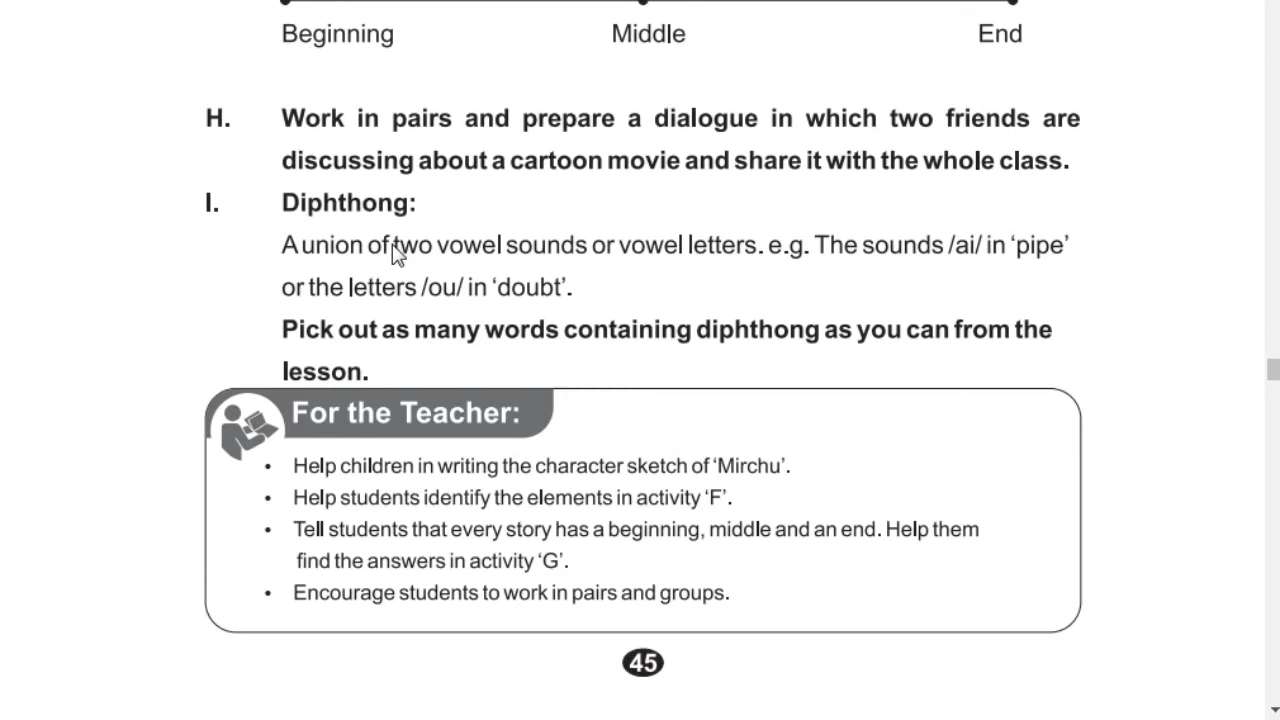 Beginning Middle End
H. Work in pairs and prepare a dialogue in which two friends are
discussing about a cartoon movie and share it with the whole class.
I. Diphthong:
A union of two vowel sounds or vowel letters. e.g. The sounds /ai/ in ‘pipe’
or the letters /ou/ in ‘doubt’.
Pick out as many words containing diphthong as you can from the
lesson.
For the Teacher:
• Help children in writing the character sketch of ‘Mirchu’.
• Help students identify the elements in activity ‘F’.
• Tell students that every story has a beginning, middle and an end. Help them
find the answers in activity ‘G’.
• Encourage students to work in pairs and groups.
45